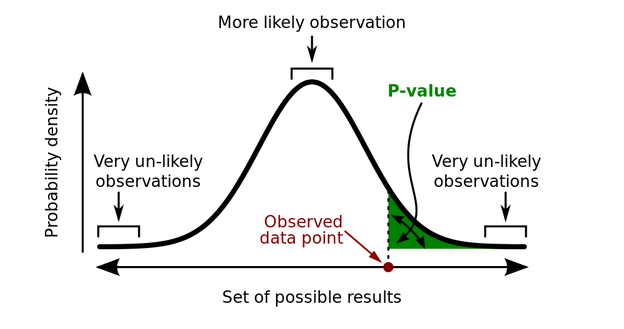 More likely observation
P-value
Probability density
Very un-likely
observations
Very un-likely
observations
Observed
data point
Set of possible results